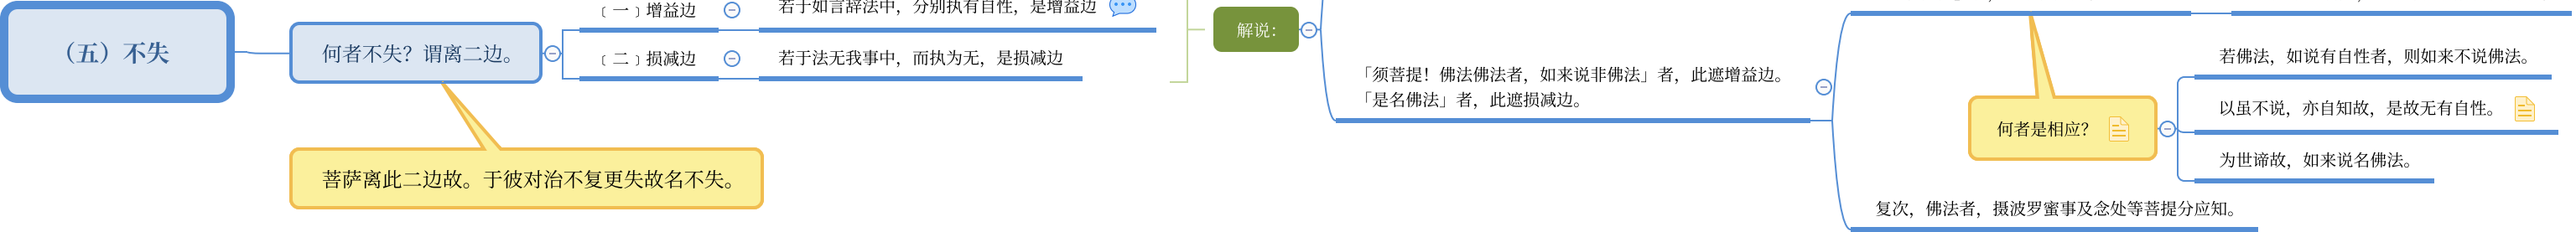 （五）不失
何者不失？谓离二边。
﹝一﹞增益边
若于如言辞法中，分别执有自性，是增益边
﹝二﹞损减边
若于法无我事中，而执为无，是损减边
菩萨离此二边故。于彼对治不复更失故名不失。
解说：
「须菩提！佛法佛法者，如来说非佛法」者，此遮增益边。
「是名佛法」者，此遮损减边。
何者是相应？
若佛法，如说有自性者，则如来不说佛法。
以虽不说，亦自知故，是故无有自性。
为世谛故，如来说名佛法。
复次，佛法者，摄波罗蜜事及念处等菩提分应知。